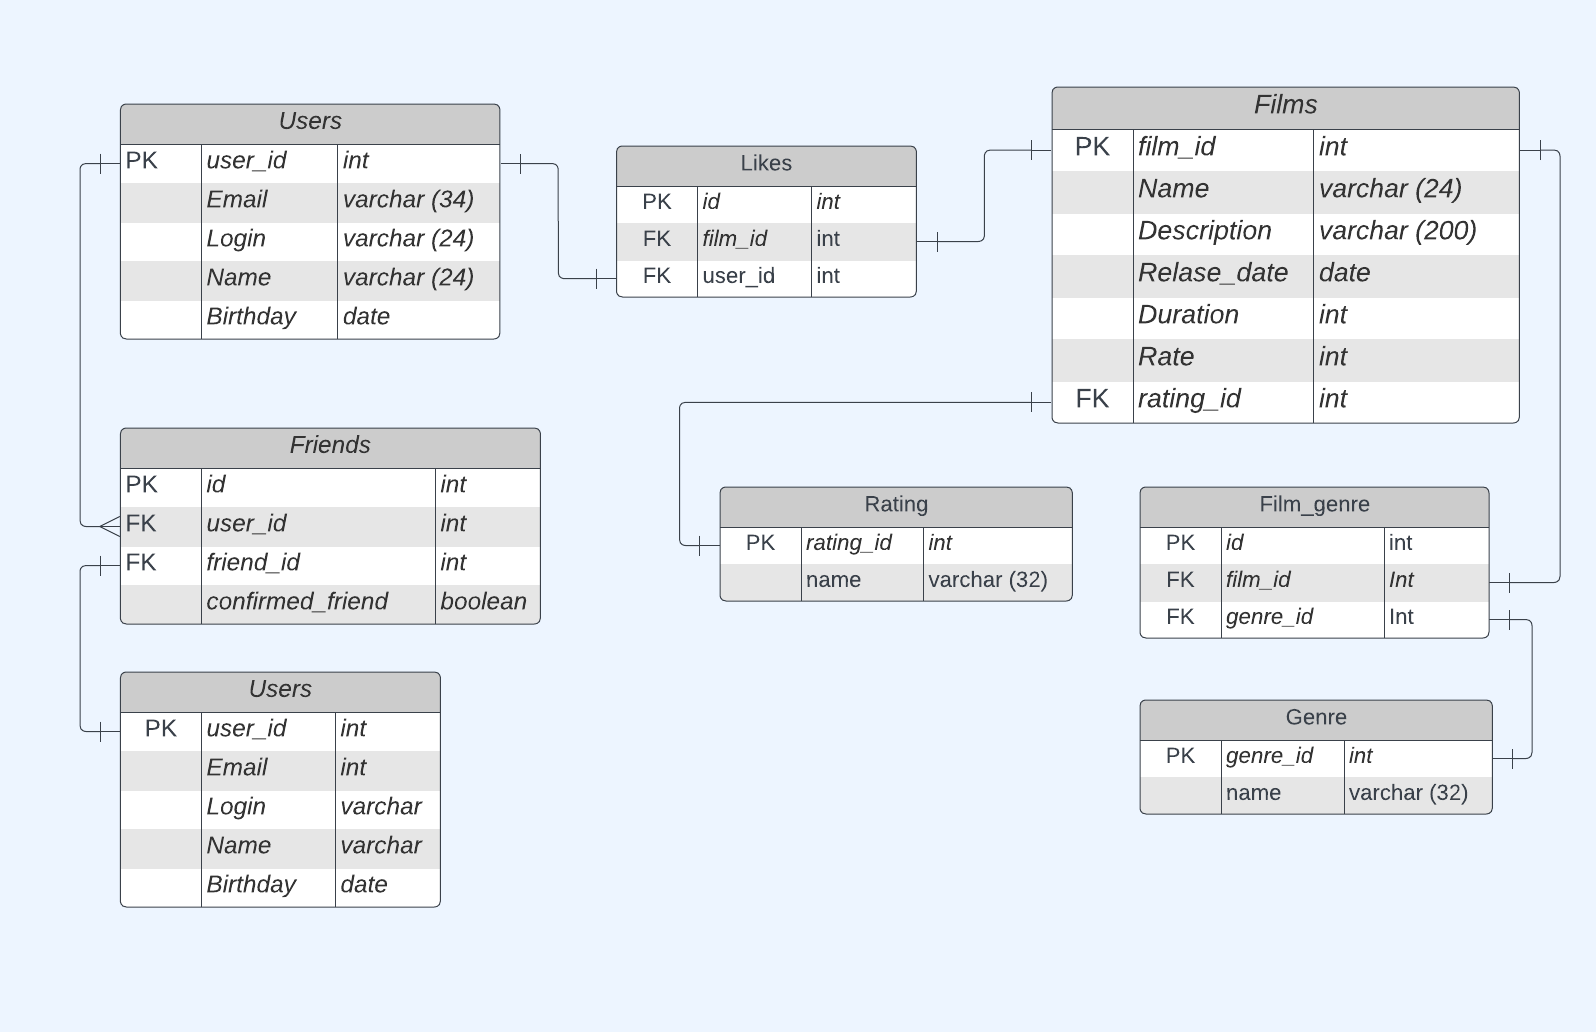 Users
PK user_id int
Email varchar (34)
Login varchar (24)
Name varchar (24)
Birthday date
Likes
PK id int
FK film_id int
FK user_id int
Films
PK film_id int
Name varchar (24)
Description varchar (200)
Relase_date date
Duration int
Rate int
FK rating_id int
Friends
PK id int
FK user_id int
FK friend_id int
confirmed_friend boolean
Rating
PK rating_id int
name varchar (32)
Film_genre
PK id int
FK film_id Int
FK genre_id Int
Users
PK user_id int
Email int
Login varchar
Name varchar
Birthday date
Genre
PK genre_id int
name varchar (32)